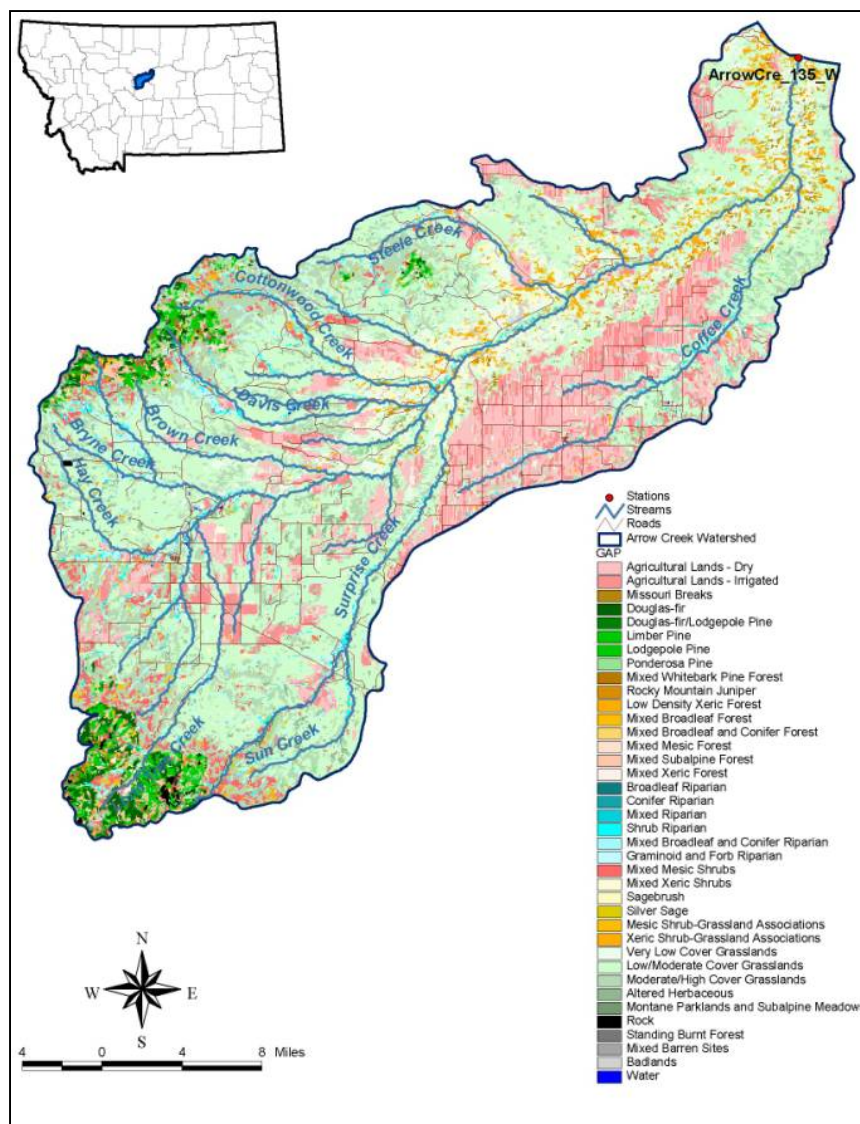 ArrowCre_135_W
Steele Creek
Cottonwood Creek
Coffee Creek
Davis Creek
Brown Creek
Bryne Creek
Hay Creek
Surprise Creek
Sun Creek
Creek
Stations
Streams
Roads
Arrow Creek Watershed
GAP
Agricultural Lands - Dry
Agricultural Lands - Irrigated
Missouri Breaks
Douglas-fir
Douglas-fir/Lodgepole Pine
Limber Pine
Lodgepole Pine
Ponderosa Pine
Mixed Whitebark Pine Forest
Rocky Mountain Juniper
Low Density Xeric Forest
Mixed Broadleaf Forest
Mixed Broadleaf and Conifer Forest
Mixed Mesic Forest
Mixed Subalpine Forest
Mixed Xeric Forest
Broadleaf Riparian
Conifer Riparian
Mixed Riparian
Shrub Riparian
Mixed Broadleaf and Conifer Riparian
Graminoid and Forb Riparian
Mixed Mesic Shrubs
Mixed Xeric Shrubs
Sagebrush
Silver Sage
Mesic Shrub-Grassland Associations
Xeric Shrub-Grassland Associations
Very Low Cover Grasslands
Low/Moderate Cover Grasslands
Moderate/High Cover Grasslands
Altered Herbaceous
Montane Parklands and Subalpine Meadow
Rock
Standing Burnt Forest
Mixed Barren Sites
Badlands
Water
N
W E
S
4 0 4 8 Miles